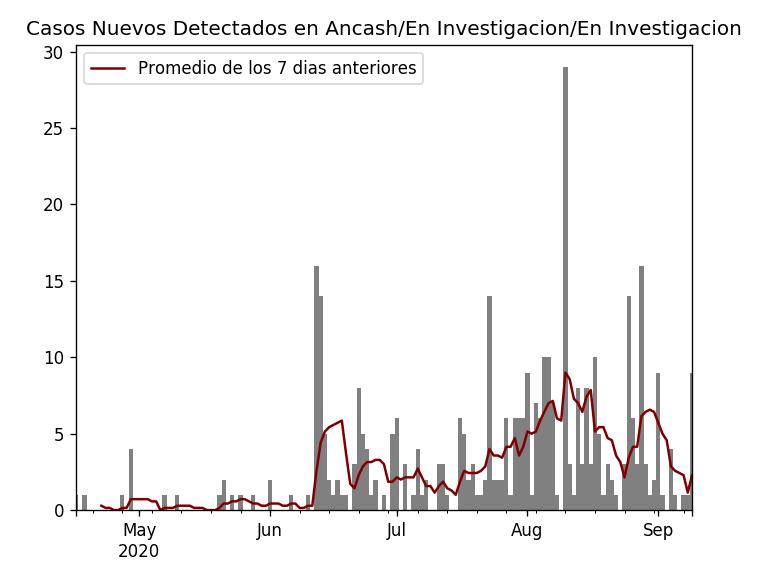 Casos Nuevos Detectados en Ancash/En Investigacion/En Investigacion
Promedio de los 7 dias anteriores
30
25
20
15
10
5
0
May Jun Jul Aug Sep
2020